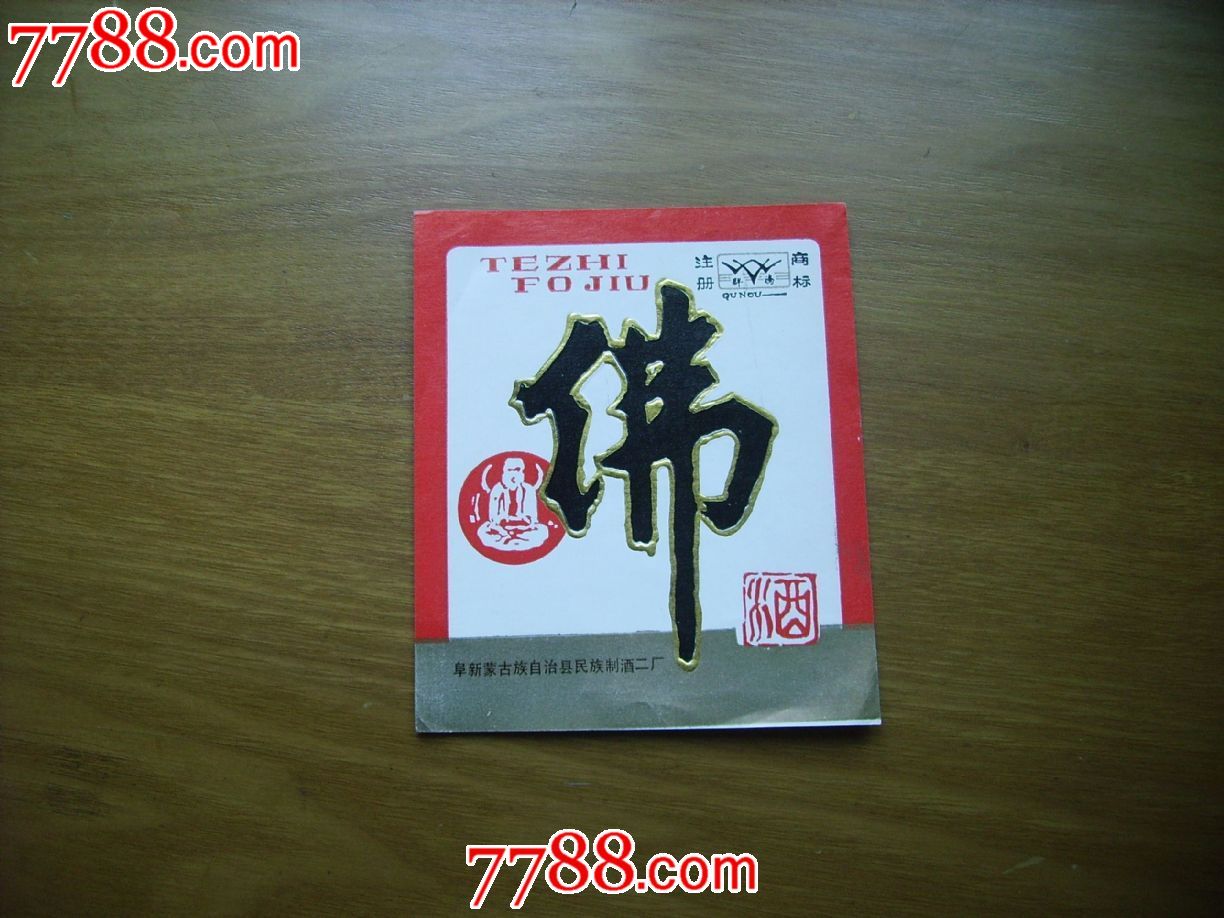 7788.com
TEZHI
FO JIU
注册
商标
QUNOU
佛
酒
阜新蒙古族自治县民族制酒二厂
7788.com